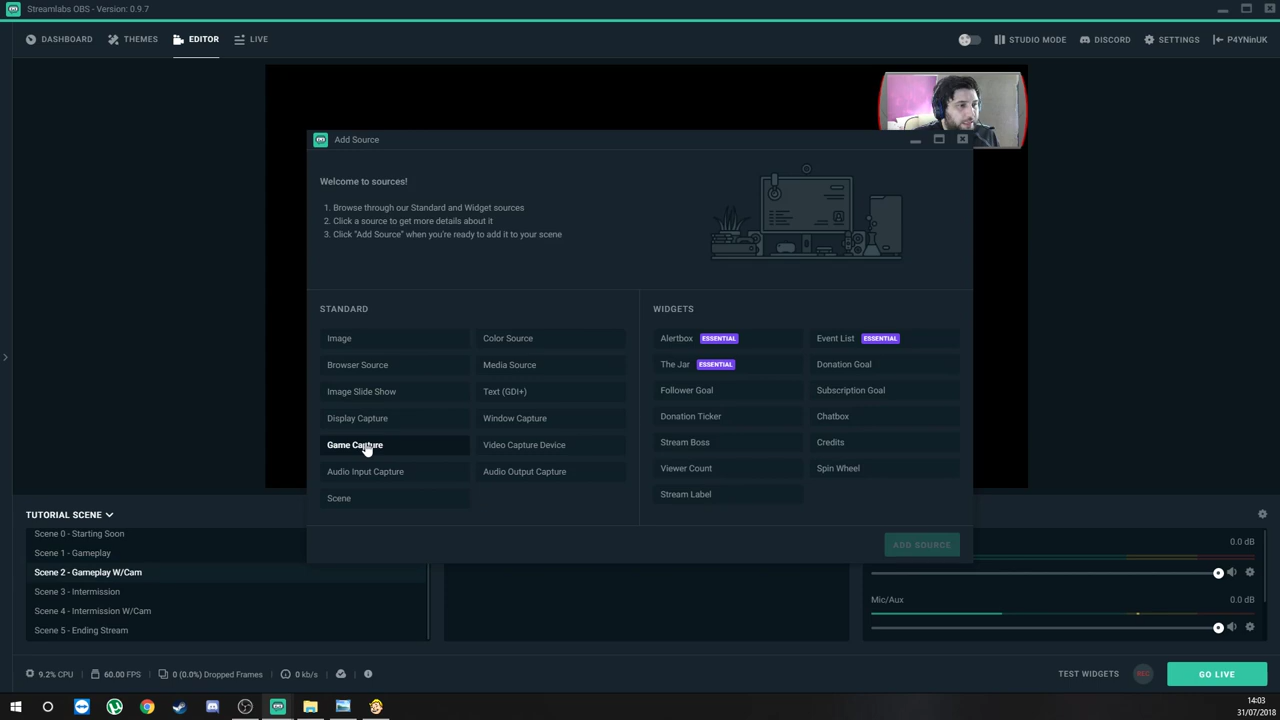 Streamlabs OBS - Version: 0.9.7
DASHBOARD THEMES EDITOR LIVE STUDIO MODE DISCORD SETTINGS P4YNinUK
Add Source
Welcome to sources!
1. Browse through our Standard and Widget sources
2. Click a source to get more details about it
3. Click "Add Source" when you're ready to add it to your scene
STANDARD
Image Color Source
Browser Source Media Source
Image Slide Show Text (GDI+)
Display Capture Window Capture
Game Capture Video Capture Device
Audio Input Capture Audio Output Capture
Scene
WIDGETS
Alertbox ESSENTIAL Event List ESSENTIAL
The Jar ESSENTIAL Donation Goal
Follower Goal Subscription Goal
Donation Ticker Chatbox
Stream Boss Credits
Viewer Count Spin Wheel
Stream Label
ADD SOURCE
TUTORIAL SCENE
Scene 0 - Starting Soon
Scene 1 - Gameplay
Scene 2 - Gameplay W/Cam
Scene 3 - Intermission
Scene 4 - Intermission W/Cam
Scene 5 - Ending Stream
0.0 dB
Mic/Aux 0.0 dB
9.2% CPU 60.00 FPS 0 (0.0%) Dropped Frames 0 kb/s TEST WIDGETS REC GO LIVE
14:03
31/07/2018